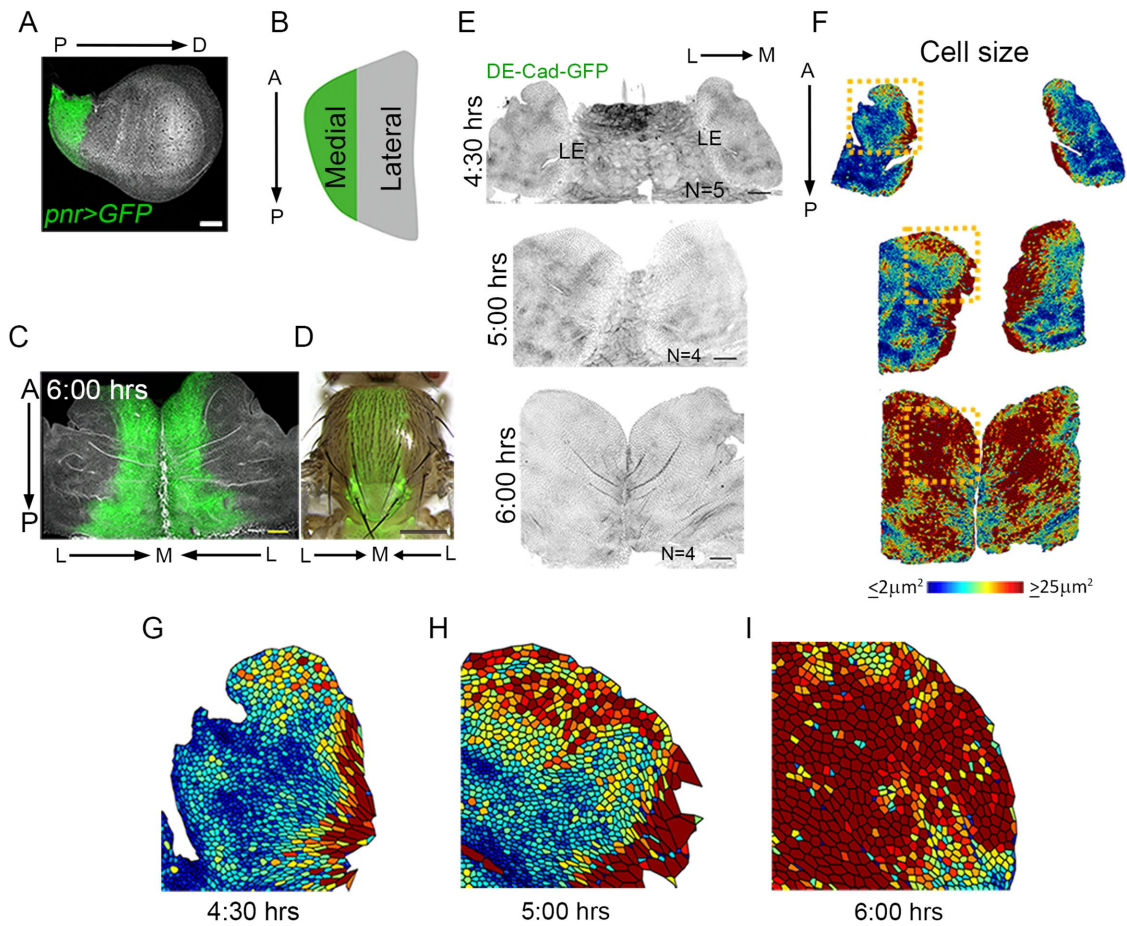 A
P
D
pnr>GFP
B
A
P
Medial
Lateral
C
A
6:00 hrs
P
L
M
L
D
L
M
L
E
L
M
DE-Cad-GFP
4:30 hrs
LE
LE
N=5
5:00 hrs
N=4
6:00 hrs
N=4
F
Cell size
A
P
≤2μm²
≥25μm²
G
4:30 hrs
H
5:00 hrs
I
6:00 hrs